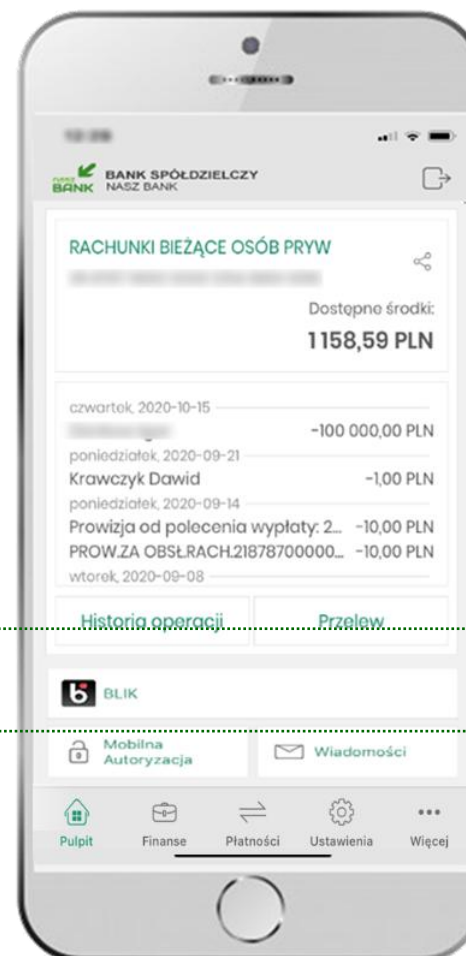 BANK SPÓŁDZIELCZY
BANK NASZ BANK
RACHUNKI BIEŻĄCE OSÓB PRYW
Dostępne środki:
1 158,59 PLN
czwartek, 2020-10-15
-100 000,00 PLN
poniedziałek, 2020-09-21
Krawczyk Dawid -1,00 PLN
poniedziałek, 2020-09-14
Prowizja od polecenia wypłaty: 2... -10,00 PLN
PROW.ZA OBSŁ.RACH.21878700000... -10,00 PLN
wtorek, 2020-09-08
Historia operacji Przelew
b BLIK
Mobilna Autoryzacja
Wiadomości
Pulpit Finanse Płatności Ustawienia Więcej